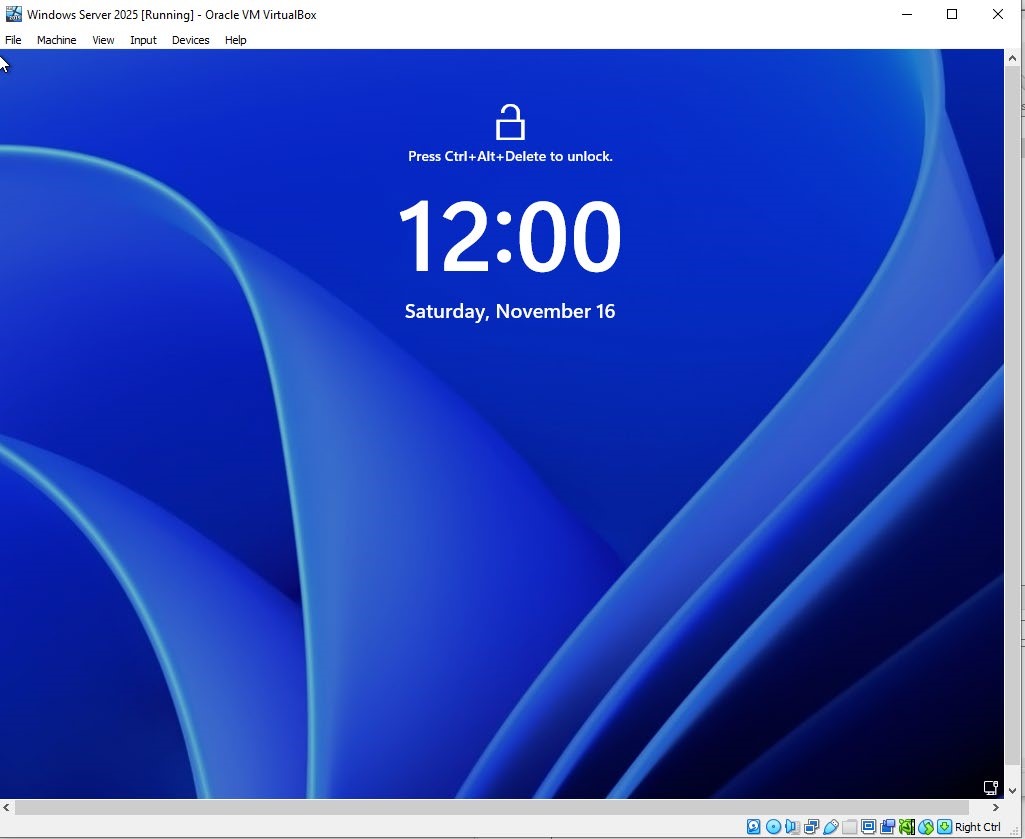 Windows Server 2025 [Running] - Oracle VM VirtualBox
File Machine View Input Devices Help
Press Ctrl+Alt+Delete to unlock.
12:00
Saturday, November 16
Right Ctrl